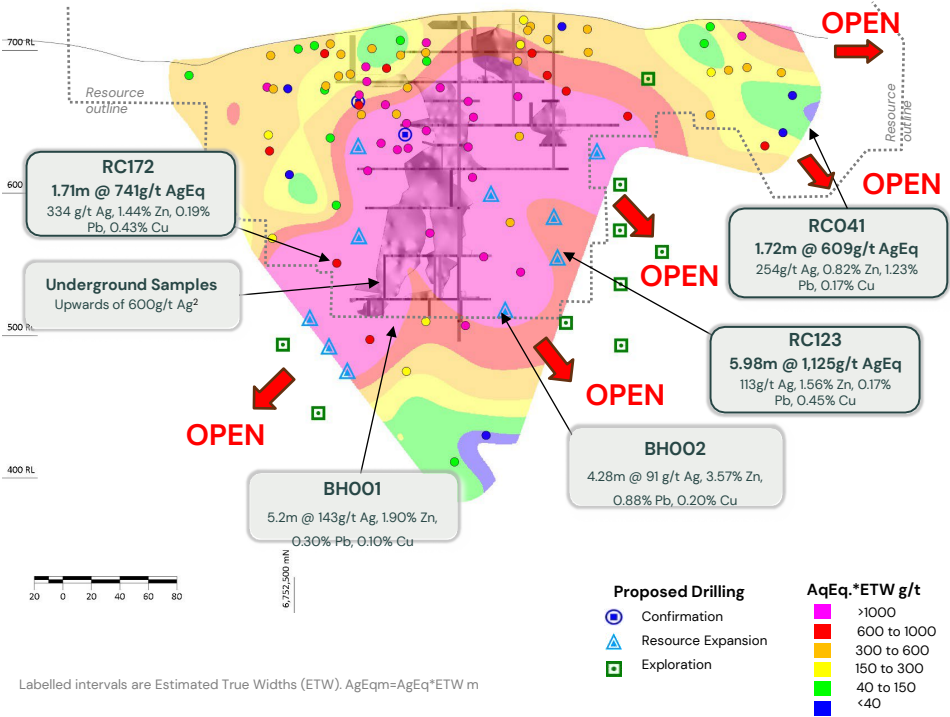 OPEN
700 RL
Resource
outline
Resource
outline
RC172
1.71m @ 741g/t AgEq
334 g/t Ag, 1.44% Zn, 0.19%
Pb, 0.43% Cu
600
OPEN
RC041
1.72m @ 609g/t AgEq
254g/t Ag, 0.82% Zn, 1.23%
Pb, 0.17% Cu
OPEN
Underground Samples
Upwards of 600g/t Ag²
500 RL
RC123
5.98m @ 1,125g/t AgEq
113g/t Ag, 1.56% Zn, 0.17%
Pb, 0.45% Cu
OPEN
OPEN
BH002
4.28m @ 91 g/t Ag, 3.57% Zn,
0.88% Pb, 0.20% Cu
400 RL
BH001
5.2m @ 143g/t Ag, 1.90% Zn,
0.30% Pb, 0.10% Cu
6,752,500 mN
20 0 20 40 60 80
Proposed Drilling
Confirmation
Resource Expansion
Exploration
AqEq.*ETW g/t
>1000
600 to 1000
300 to 600
150 to 300
40 to 150
<40
Labelled intervals are Estimated True Widths (ETW). AgEqm=AgEq*ETW m